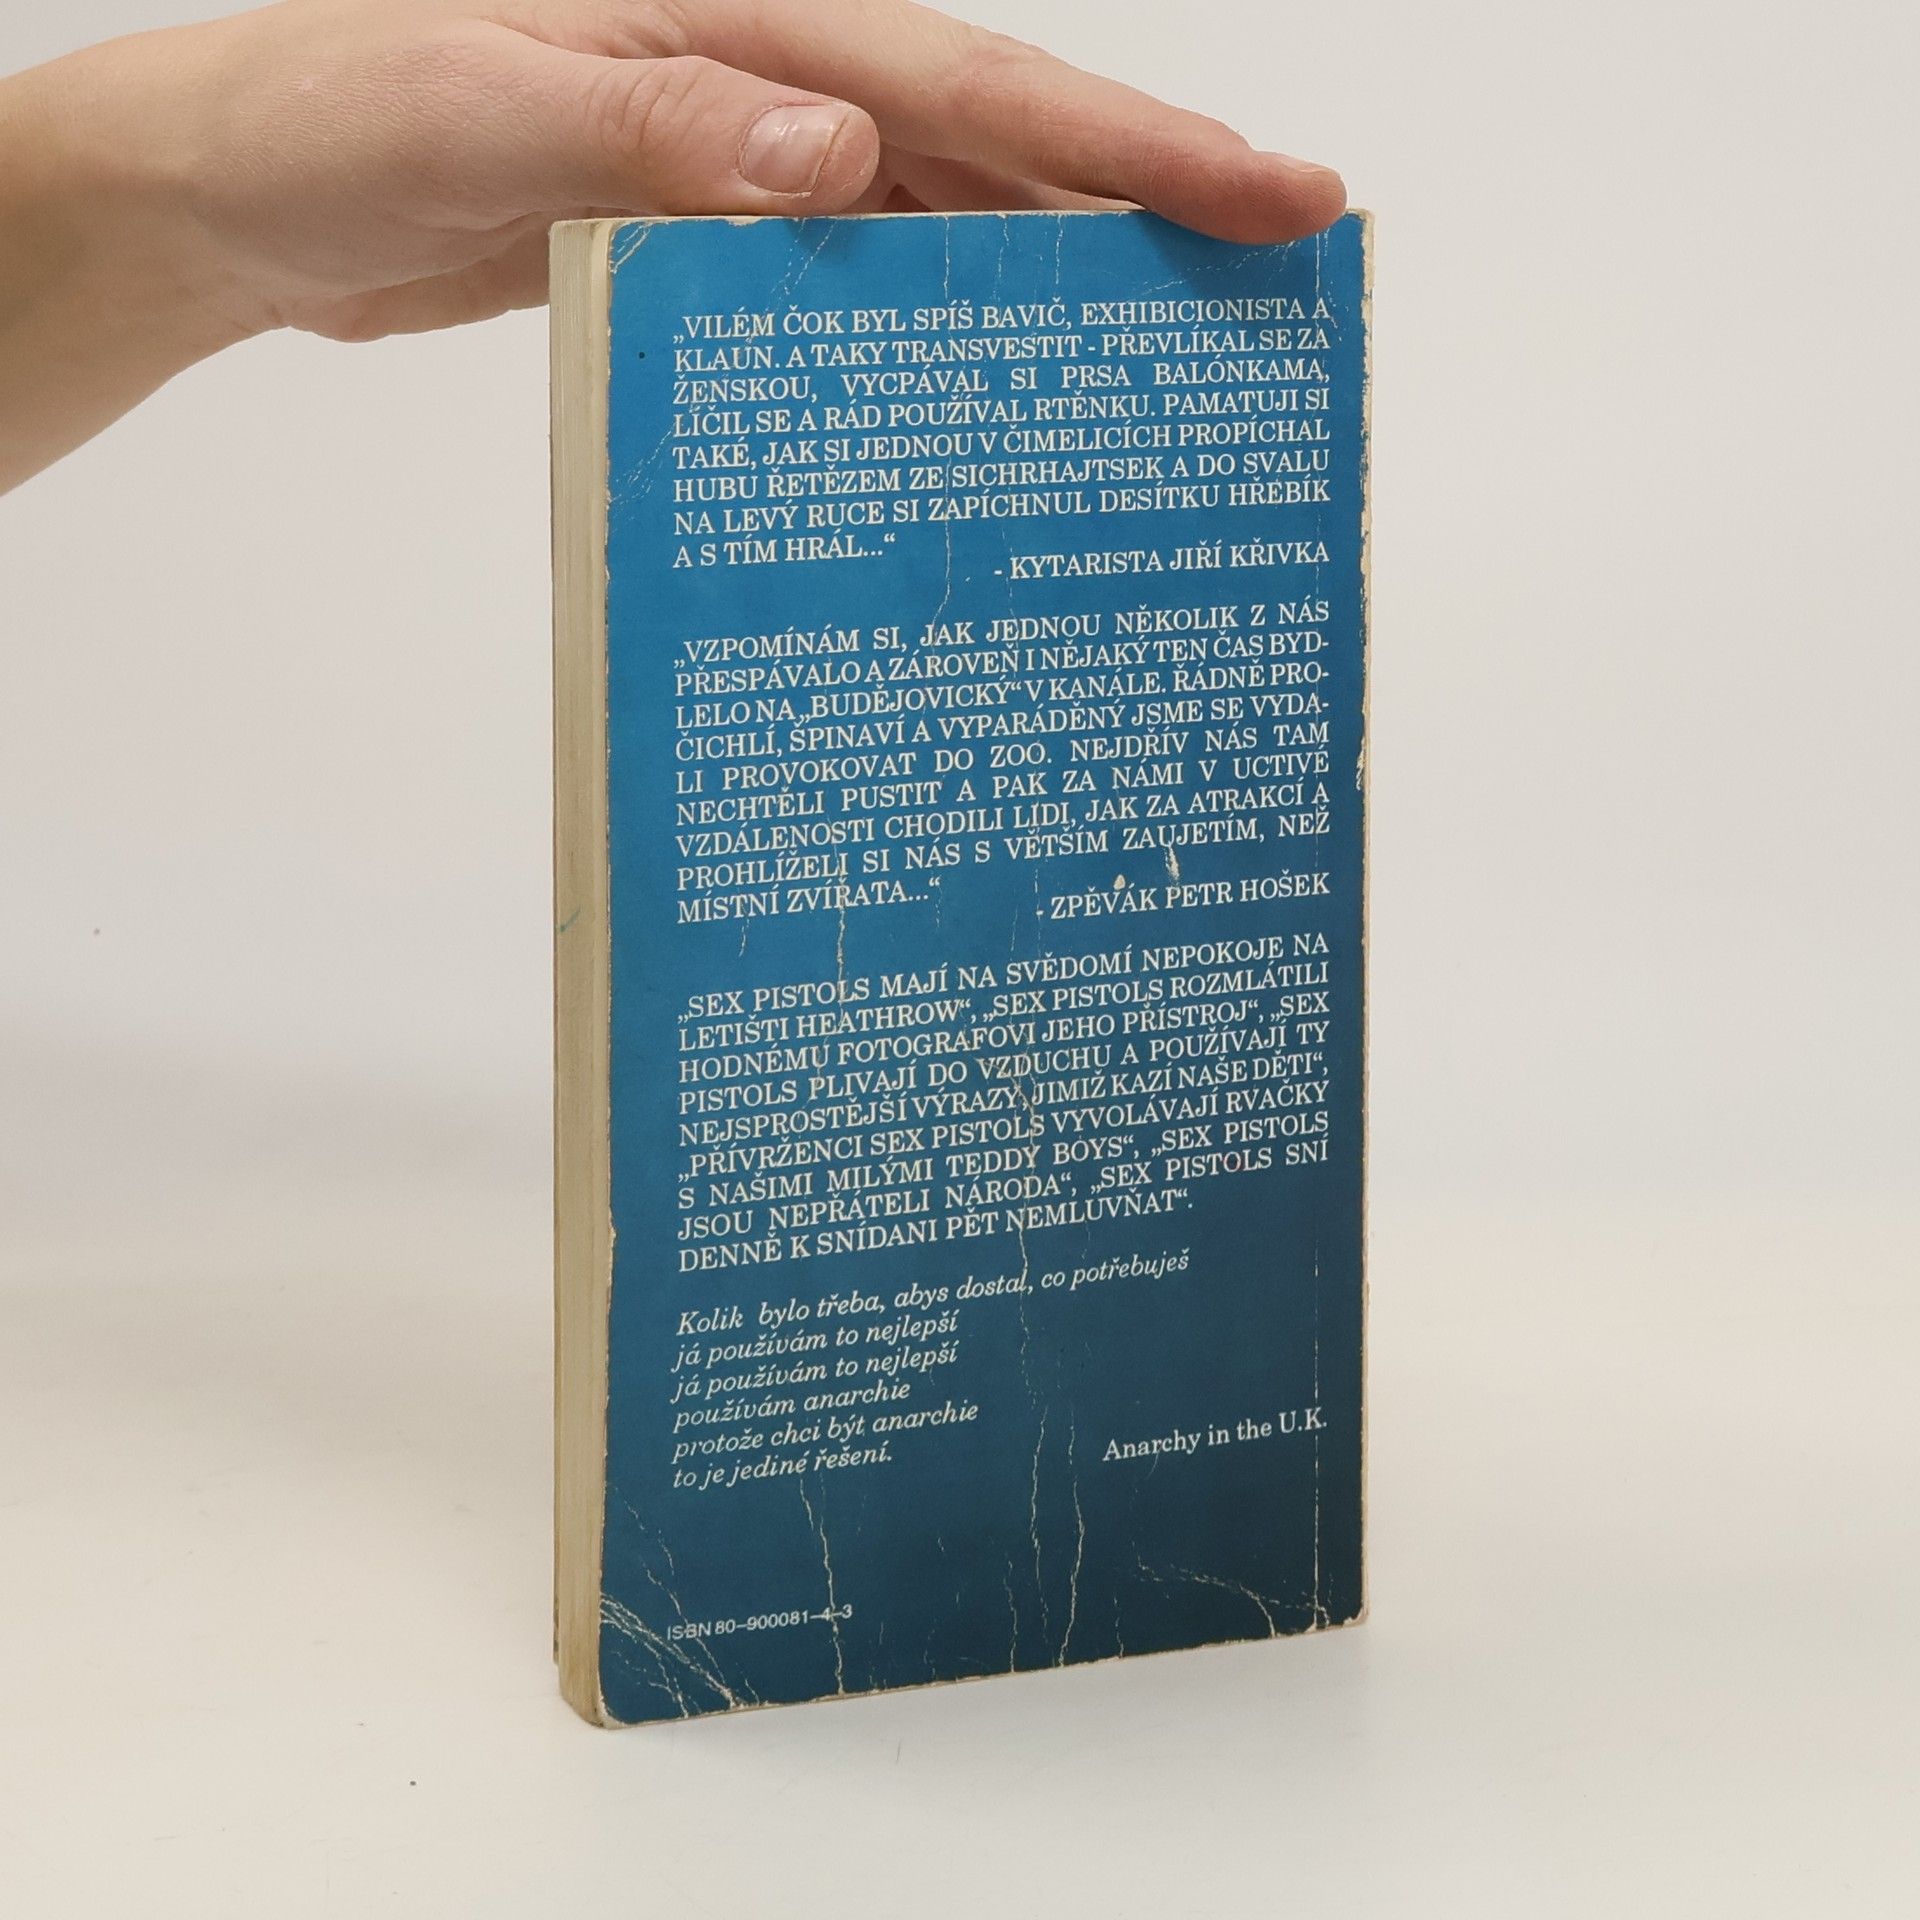 „VILÉM ČOK BYL SPÍŠ BAVIČ, EXHIBICIONISTA A
KLAUN. A TAKY TRANSVESTIT - PŘEVLÍKAL SE ZA
ŽENSKOU, VYCPÁVAL SI PRSA BALÓNKAMA,
LÍČIL SE A RÁD POUŽÍVAL RTĚNKU. PAMATUJI SI
TAKÉ, JAK SI JEDNOU V ČIMELICÍCH PROPÍCHAL
HUBU ŘETĚZEM ZE SICHRHAJTSEK A DO SVALU
NA LEVÝ RUCE SI ZAPÍCHNUL DESÍTKU HŘEBÍK
A S TÍM HRÁL...“
- KYTARISTA JIŘÍ KŘIVKA
„VZPOMÍNÁM SI, JAK JEDNOU NĚKOLIK Z NÁS
PŘESPÁVALO A ZÁROVEŇ I NĚJAKÝ TEN ČAS BYD-
LELO NA „BUDĚJOVICKÝ“ V KANÁLE. ŘÁDNĚ PRO-
ČICHLÍ, ŠPINAVÍ A VYPARÁDĚNÝ JSME SE VYDA-
LI PROVOKOVAT DO ZOO. NEJDŘÍV NÁS TAM
NECHTĚLI PUSTIT A PAK ZA NÁMI V UCTIVÉ
VZDÁLENOSTI CHODILI LIDI, JAK ZA ATRAKCÍ A
PROHLÍŽELI SI NÁS S VĚTŠÍM ZAUJETÍM, NEŽ
MÍSTNÍ ZVÍŘATA...“
- ZPĚVÁK PETR HOŠEK
„SEX PISTOLS MAJÍ NA SVĚDOMÍ NEPOKOJE NA
LETIŠTI HEATHROW“, „SEX PISTOLS ROZMLÁTILI
HODNÉMU FOTOGRAFOVI JEHO PŘÍSTROJ“, „SEX
PISTOLS PLIVAJÍ DO VZDUCHU A POUŽÍVAJÍ TY
NEJSPROSTĚJŠÍ VÝRAZY, JIMIŽ KAZÍ NAŠE DĚTI“,
„PŘÍVRŽENCI SEX PISTOLS VYVOLÁVAJÍ RVAČKY
S NAŠIMI MILÝMI TEDDY BOYS“, „SEX PISTOLS
JSOU NEPŘÁTELI NÁRODA“, „SEX PISTOLS SNÍ
DENNĚ K SNÍDANI PĚT NEMLUVŇAT“.
Kolik bylo třeba, abys dostal, co potřebuješ
já používám to nejlepší
já používám to nejlepší
používám anarchie
protože chci být anarchie
to je jediné řešení.
Anarchy in the U.K.
ISBN 80-900081-4-3